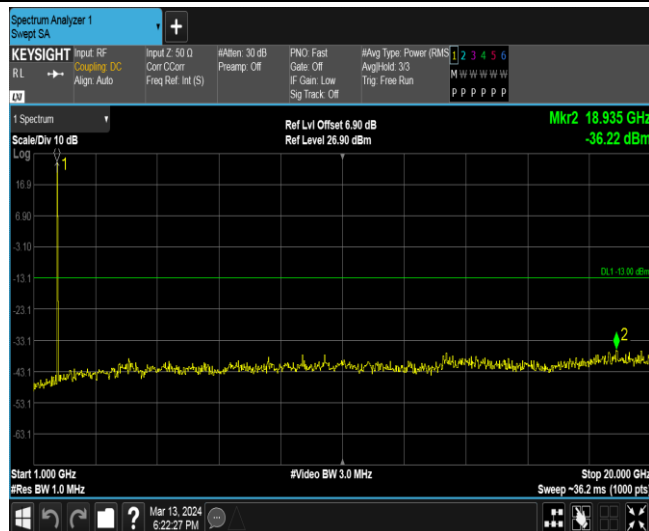 Spectrum Analyzer 1
Swept SA
+
KEYSIGHT
RL
LXI
Input: RF
Coupling: DC
Align: Auto
Input Z: 50 Ω
Corr CCorr
Freq Ref: Int (S)
#Atten: 30 dB
Preamp: Off
PNO: Fast
Gate: Off
IF Gain: Low
Sig Track: Off
#Avg Type: Power (RMS
Avg|Hold: 3/3
Trig: Free Run
1 2 3 4 5 6
M W W W W W
P P P P P P
1 Spectrum
Scale/Div 10 dB
Log
Ref Lvl Offset 6.90 dB
Ref Level 26.90 dBm
Mkr2 18.935 GHz
-36.22 dBm
1
16.9
6.90
-3.10
-13.1
DL1 -13.00 dBm
-23.1
-33.1
2
-43.1
-53.1
-63.1
Start 1.000 GHz
#Res BW 1.0 MHz
#Video BW 3.0 MHz
Stop 20.000 GHz
Sweep ~36.2 ms (1000 pts)
?
Mar 13, 2024
6:22:27 PM